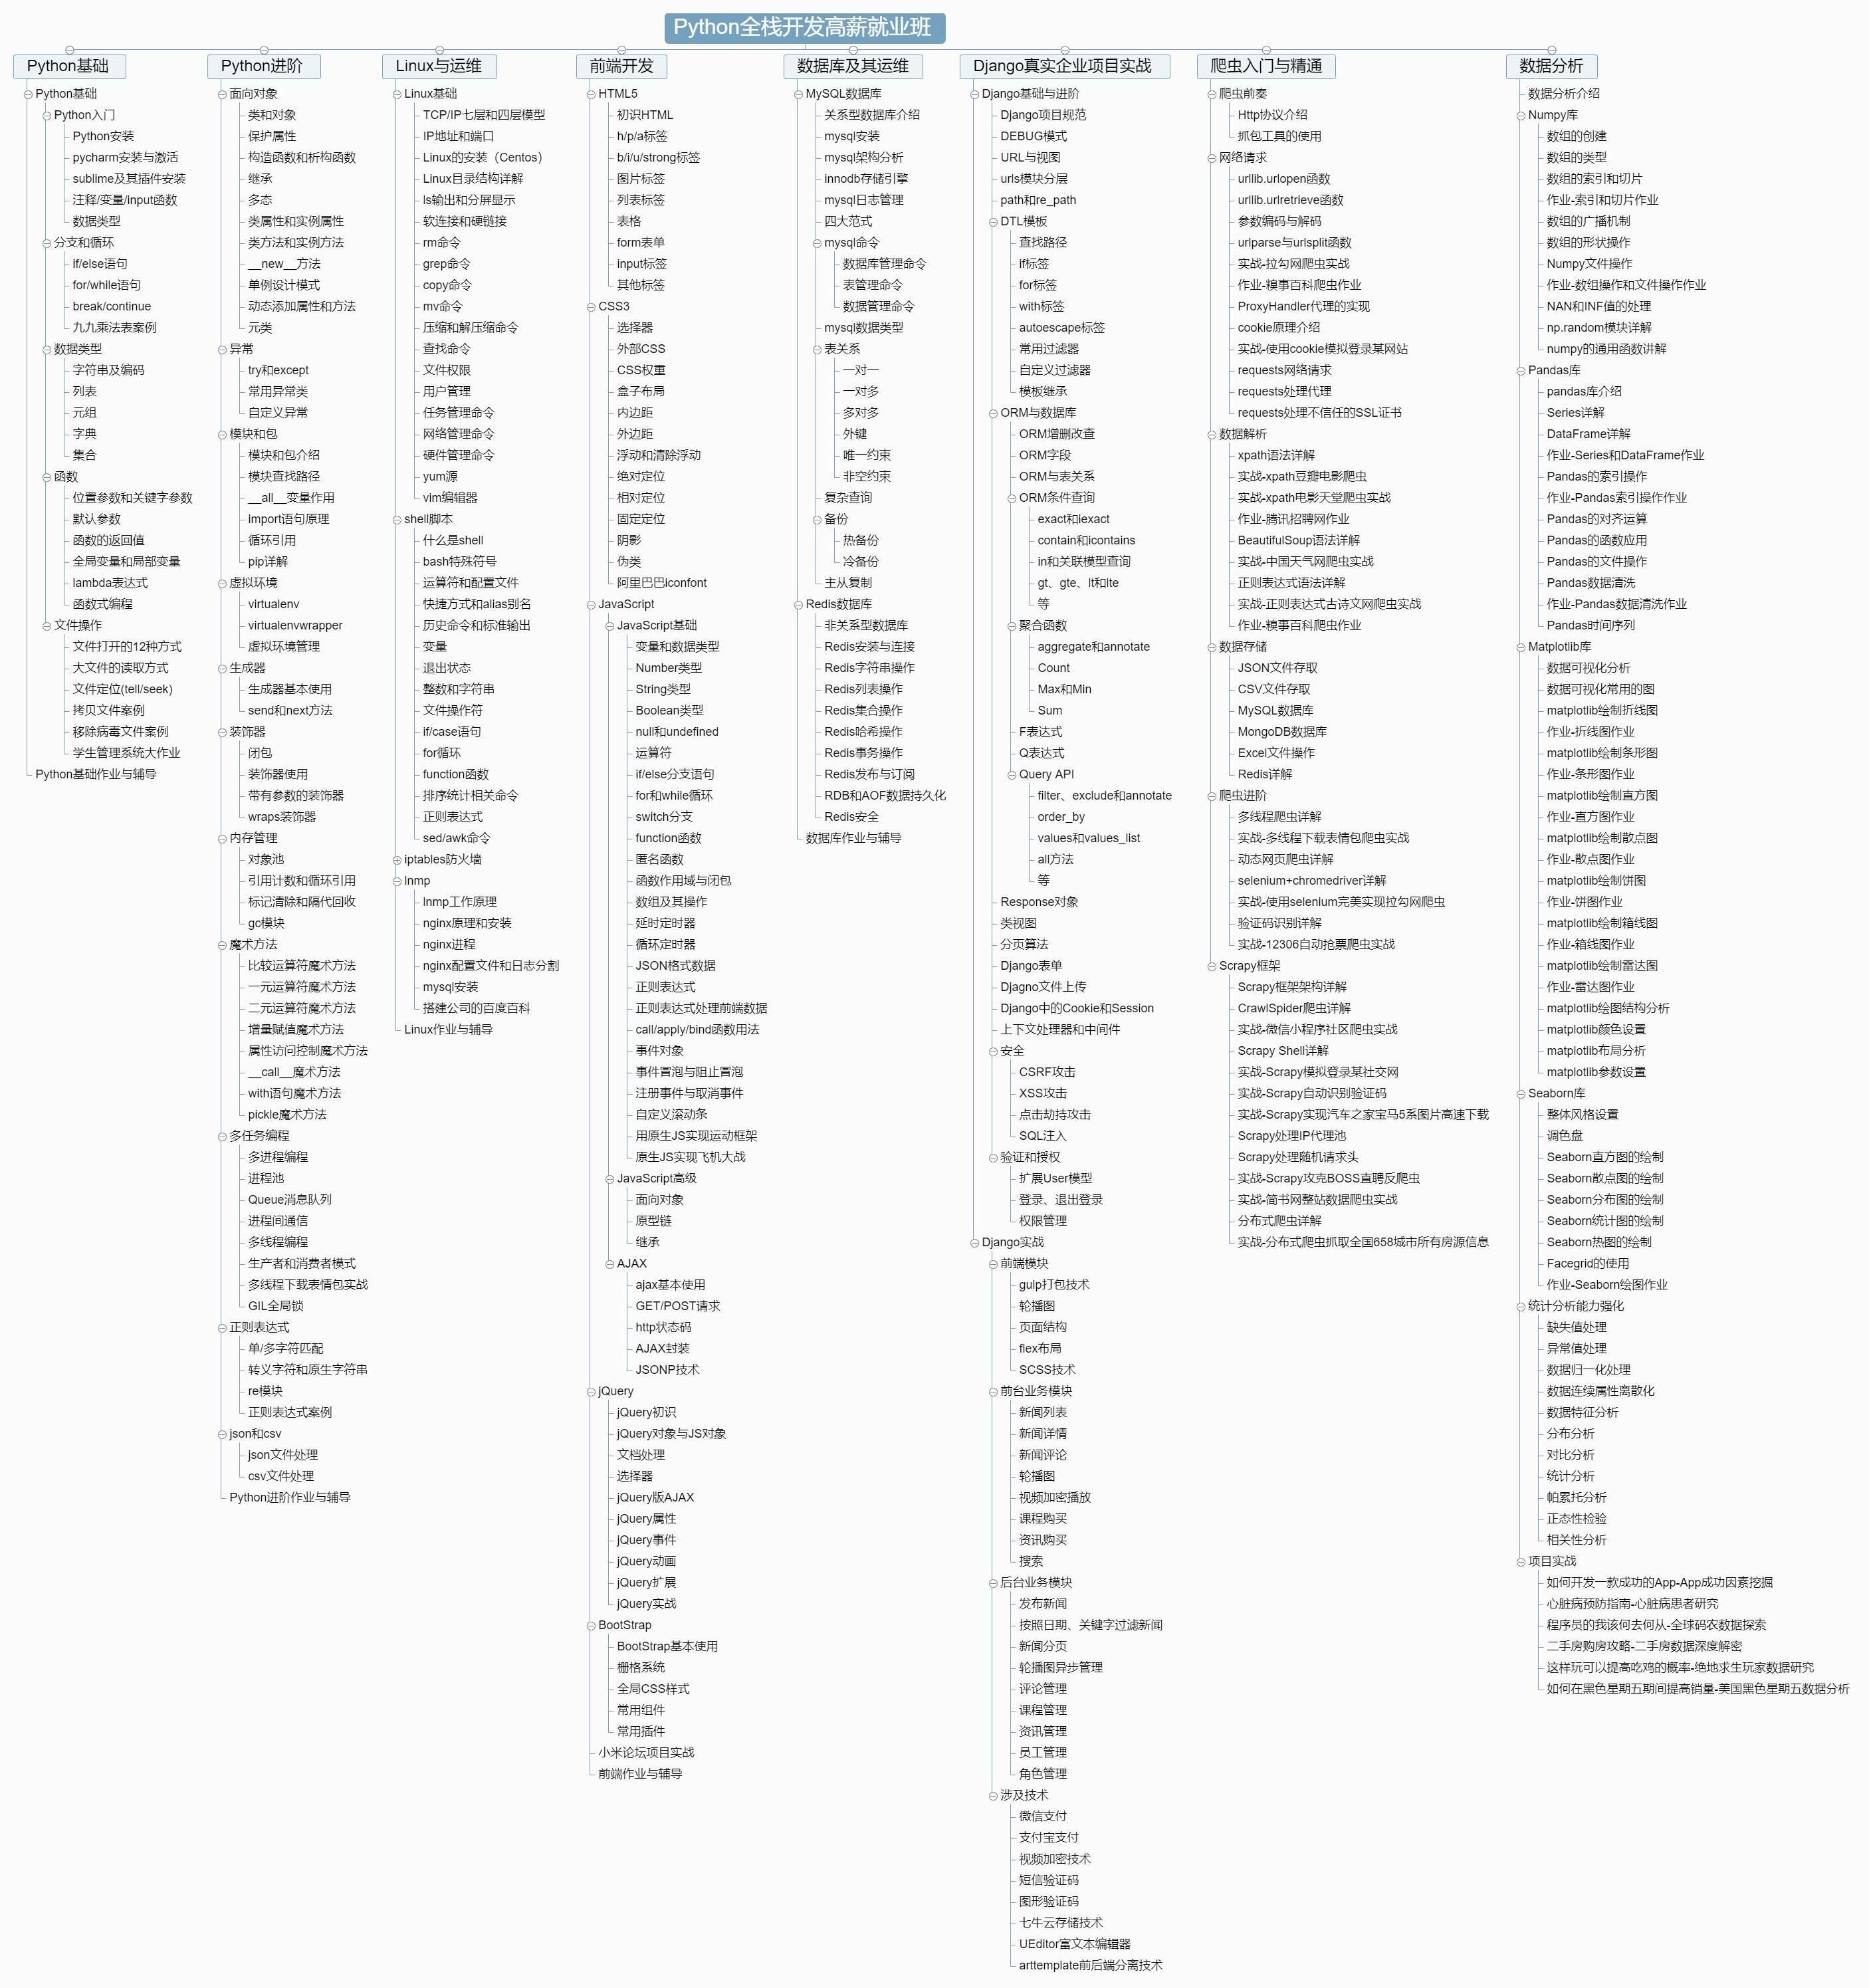 Python全栈开发高薪就业班
Python基础
Python基础
Python入门
Python安装
pycharm安装与激活
sublime及其插件安装
注释/变量/input函数
数据类型
分支和循环
if/else语句
for/while语句
break/continue
九九乘法表案例
数据类型
字符串及编码
列表
元组
字典
集合
函数
位置参数和关键字参数
默认参数
函数的返回值
全局变量和局部变量
lambda表达式
函数式编程
文件操作
文件打开的12种方式
大文件的读取方式
文件定位(tell/seek)
拷贝文件案例
移除病毒文件案例
学生管理系统大作业
Python基础作业与辅导
Python进阶
面向对象
类和对象
保护属性
构造函数和析构函数
继承
多态
类属性和实例属性
类方法和实例方法
__new__方法
单例设计模式
动态添加属性和方法
元类
异常
try和except
常用异常类
自定义异常
模块和包
模块和包介绍
模块查找路径
__all__变量作用
import语句原理
循环引用
pip详解
虚拟环境
virtualenv
virtualenvwrapper
虚拟环境管理
生成器
生成器基本使用
send和next方法
装饰器
闭包
装饰器使用
带有参数的装饰器
wraps装饰器
内存管理
对象池
引用计数和循环引用
标记清除和隔代回收
gc模块
魔术方法
比较运算符魔术方法
一元运算符魔术方法
二元运算符魔术方法
增量赋值魔术方法
属性访问控制魔术方法
__call__魔术方法
with语句魔术方法
pickle魔术方法
多任务编程
多进程编程
进程池
Queue消息队列
进程间通信
多线程编程
生产者和消费者模式
多线程下载表情包实战
GIL全局锁
正则表达式
单/多字符匹配
转义字符和原生字符串
re模块
正则表达式案例
json和csv
json文件处理
csv文件处理
Python进阶作业与辅导
Linux与运维
Linux基础
TCP/IP七层和四层模型
IP地址和端口
Linux的安装（Centos）
Linux目录结构详解
ls输出和分屏显示
软连接和硬链接
rm命令
grep命令
copy命令
mv命令
压缩和解压缩命令
查找命令
文件权限
用户管理
任务管理命令
网络管理命令
硬件管理命令
yum源
vim编辑器
shell脚本
什么是shell
bash特殊符号
运算符和配置文件
快捷方式和alias别名
历史命令和标准输出
变量
退出状态
整数和字符串
文件操作符
if/case语句
for循环
function函数
排序统计相关命令
正则表达式
sed/awk命令
iptables防火墙
lnmp
lnmp工作原理
nginx原理和安装
nginx进程
nginx配置文件和日志分割
mysql安装
搭建公司的百度百科
Linux作业与辅导
前端开发
HTML5
初识HTML
h/p/a标签
b/i/u/strong标签
图片标签
列表标签
表格
form表单
input标签
其他标签
CSS3
选择器
外部CSS
CSS权重
盒子布局
内边距
外边距
浮动和清除浮动
绝对定位
相对定位
固定定位
阴影
伪类
阿里巴巴iconfont
JavaScript
JavaScript基础
变量和数据类型
Number类型
String类型
Boolean类型
null和undefined
运算符
if/else分支语句
for和while循环
switch分支
function函数
匿名函数
函数作用域与闭包
数组及其操作
延时定时器
循环定时器
JSON格式数据
正则表达式
正则表达式处理前端数据
call/apply/bind函数用法
事件对象
事件冒泡与阻止冒泡
注册事件与取消事件
自定义滚动条
用原生JS实现运动框架
原生JS实现飞机大战
JavaScript高级
面向对象
原型链
继承
AJAX
ajax基本使用
GET/POST请求
http状态码
AJAX封装
JSONP技术
jQuery
jQuery初识
jQuery对象与JS对象
文档处理
选择器
jQuery版AJAX
jQuery属性
jQuery事件
jQuery动画
jQuery扩展
jQuery实战
BootStrap
BootStrap基本使用
栅格系统
全局CSS样式
常用组件
常用插件
小米论坛项目实战
前端作业与辅导
数据库及其运维
MySQL数据库
关系型数据库介绍
mysql安装
mysql架构分析
innodb存储引擎
mysql日志管理
四大范式
mysql命令
数据库管理命令
表管理命令
数据管理命令
mysql数据类型
表关系
一对一
一对多
多对多
外键
唯一约束
非空约束
复杂查询
备份
热备份
冷备份
主从复制
Redis数据库
非关系型数据库
Redis安装与连接
Redis字符串操作
Redis列表操作
Redis集合操作
Redis哈希操作
Redis事务操作
Redis发布与订阅
RDB和AOF数据持久化
Redis安全
数据库作业与辅导
Django真实企业项目实战
Django基础与进阶
Django项目规范
DEBUG模式
URL与视图
urls模块分层
path和re_path
DTL模板
查找路径
if标签
for标签
with标签
autoescape标签
常用过滤器
自定义过滤器
模板继承
ORM与数据库
ORM增删改查
ORM字段
ORM与表关系
ORM条件查询
exact和iexact
contain和icontains
in和关联模型查询
gt、gte、lt和lte
等
聚合函数
aggregate和annotate
Count
Max和Min
Sum
F表达式
Q表达式
Query API
filter、exclude和annotate
order_by
values和values_list
all方法
等
Response对象
类视图
分页算法
Django表单
Djagno文件上传
Django中的Cookie和Session
上下文处理器和中间件
安全
CSRF攻击
XSS攻击
点击劫持攻击
SQL注入
验证和授权
扩展User模型
登录、退出登录
权限管理
Django实战
前端模块
gulp打包技术
轮播图
页面结构
flex布局
SCSS技术
前台业务模块
新闻列表
新闻详情
新闻评论
轮播图
视频加密播放
课程购买
资讯购买
搜索
后台业务模块
发布新闻
按照日期、关键字过滤新闻
新闻分页
轮播图异步管理
评论管理
课程管理
资讯管理
员工管理
角色管理
涉及技术
微信支付
支付宝支付
视频加密技术
短信验证码
图形验证码
七牛云存储技术
UEditor富文本编辑器
arttemplate前后端分离技术
爬虫入门与精通
爬虫前奏
Http协议介绍
抓包工具的使用
网络请求
urllib.urlopen函数
urllib.urlretrieve函数
参数编码与解码
urlparse与urlsplit函数
实战-拉勾网爬虫实战
作业-糗事百科爬虫作业
ProxyHandler代理的实现
cookie原理介绍
实战-使用cookie模拟登录某网站
requests网络请求
requests处理代理
requests处理不信任的SSL证书
数据解析
xpath语法详解
实战-xpath豆瓣电影爬虫
实战-xpath电影天堂爬虫实战
作业-腾讯招聘网作业
BeautifulSoup语法详解
实战-中国天气网爬虫实战
正则表达式语法详解
实战-正则表达式古诗文网爬虫实战
作业-糗事百科爬虫作业
数据存储
JSON文件存取
CSV文件存取
MySQL数据库
MongoDB数据库
Excel文件操作
Redis详解
爬虫进阶
多线程爬虫详解
实战-多线程下载表情包爬虫实战
动态网页爬虫详解
selenium+chromedriver详解
实战-使用selenium完美实现拉勾网爬虫
验证码识别详解
实战-12306自动抢票爬虫实战
Scrapy框架
Scrapy框架架构详解
CrawlSpider爬虫详解
实战-微信小程序社区爬虫实战
Scrapy Shell详解
实战-Scrapy模拟登录某社交网
实战-Scrapy自动识别验证码
实战-Scrapy实现汽车之家宝马5系图片高速下载
Scrapy处理IP代理池
Scrapy处理随机请求头
实战-Scrapy攻克BOSS直聘反爬虫
实战-简书网整站数据爬虫实战
分布式爬虫详解
实战-分布式爬虫抓取全国658城市所有房源信息
数据分析
数据分析介绍
Numpy库
数组的创建
数组的类型
数组的索引和切片
作业-索引和切片作业
数组的广播机制
数组的形状操作
Numpy文件操作
作业-数组操作和文件操作作业
NAN和INF值的处理
np.random模块详解
numpy的通用函数讲解
Pandas库
pandas库介绍
Series详解
DataFrame详解
作业-Series和DataFrame作业
Pandas的索引操作
作业-Pandas索引操作作业
Pandas的对齐运算
Pandas的函数应用
Pandas的文件操作
Pandas数据清洗
作业-Pandas数据清洗作业
Pandas时间序列
Matplotlib库
数据可视化分析
数据可视化常用的图
matplotlib绘制折线图
作业-折线图作业
matplotlib绘制条形图
作业-条形图作业
matplotlib绘制直方图
作业-直方图作业
matplotlib绘制散点图
作业-散点图作业
matplotlib绘制饼图
作业-饼图作业
matplotlib绘制箱线图
作业-箱线图作业
matplotlib绘制雷达图
作业-雷达图作业
matplotlib绘图结构分析
matplotlib颜色设置
matplotlib布局分析
matplotlib参数设置
Seaborn库
整体风格设置
调色盘
Seaborn直方图的绘制
Seaborn散点图的绘制
Seaborn分布图的绘制
Seaborn统计图的绘制
Seaborn热图的绘制
Facegrid的使用
作业-Seaborn绘图作业
统计分析能力强化
缺失值处理
异常值处理
数据归一化处理
数据连续属性离散化
数据特征分析
分布分析
对比分析
统计分析
帕累托分析
正态性检验
相关性分析
项目实战
如何开发一款成功的App-App成功因素挖掘
心脏病预防指南-心脏病患者研究
程序员的我该何去何从-全球码农数据探索
二手房购房攻略-二手房数据深度解密
这样玩可以提高吃鸡的概率-绝地求生玩家数据研究
如何在黑色星期五期间提高销量-美国黑色星期五数据分析